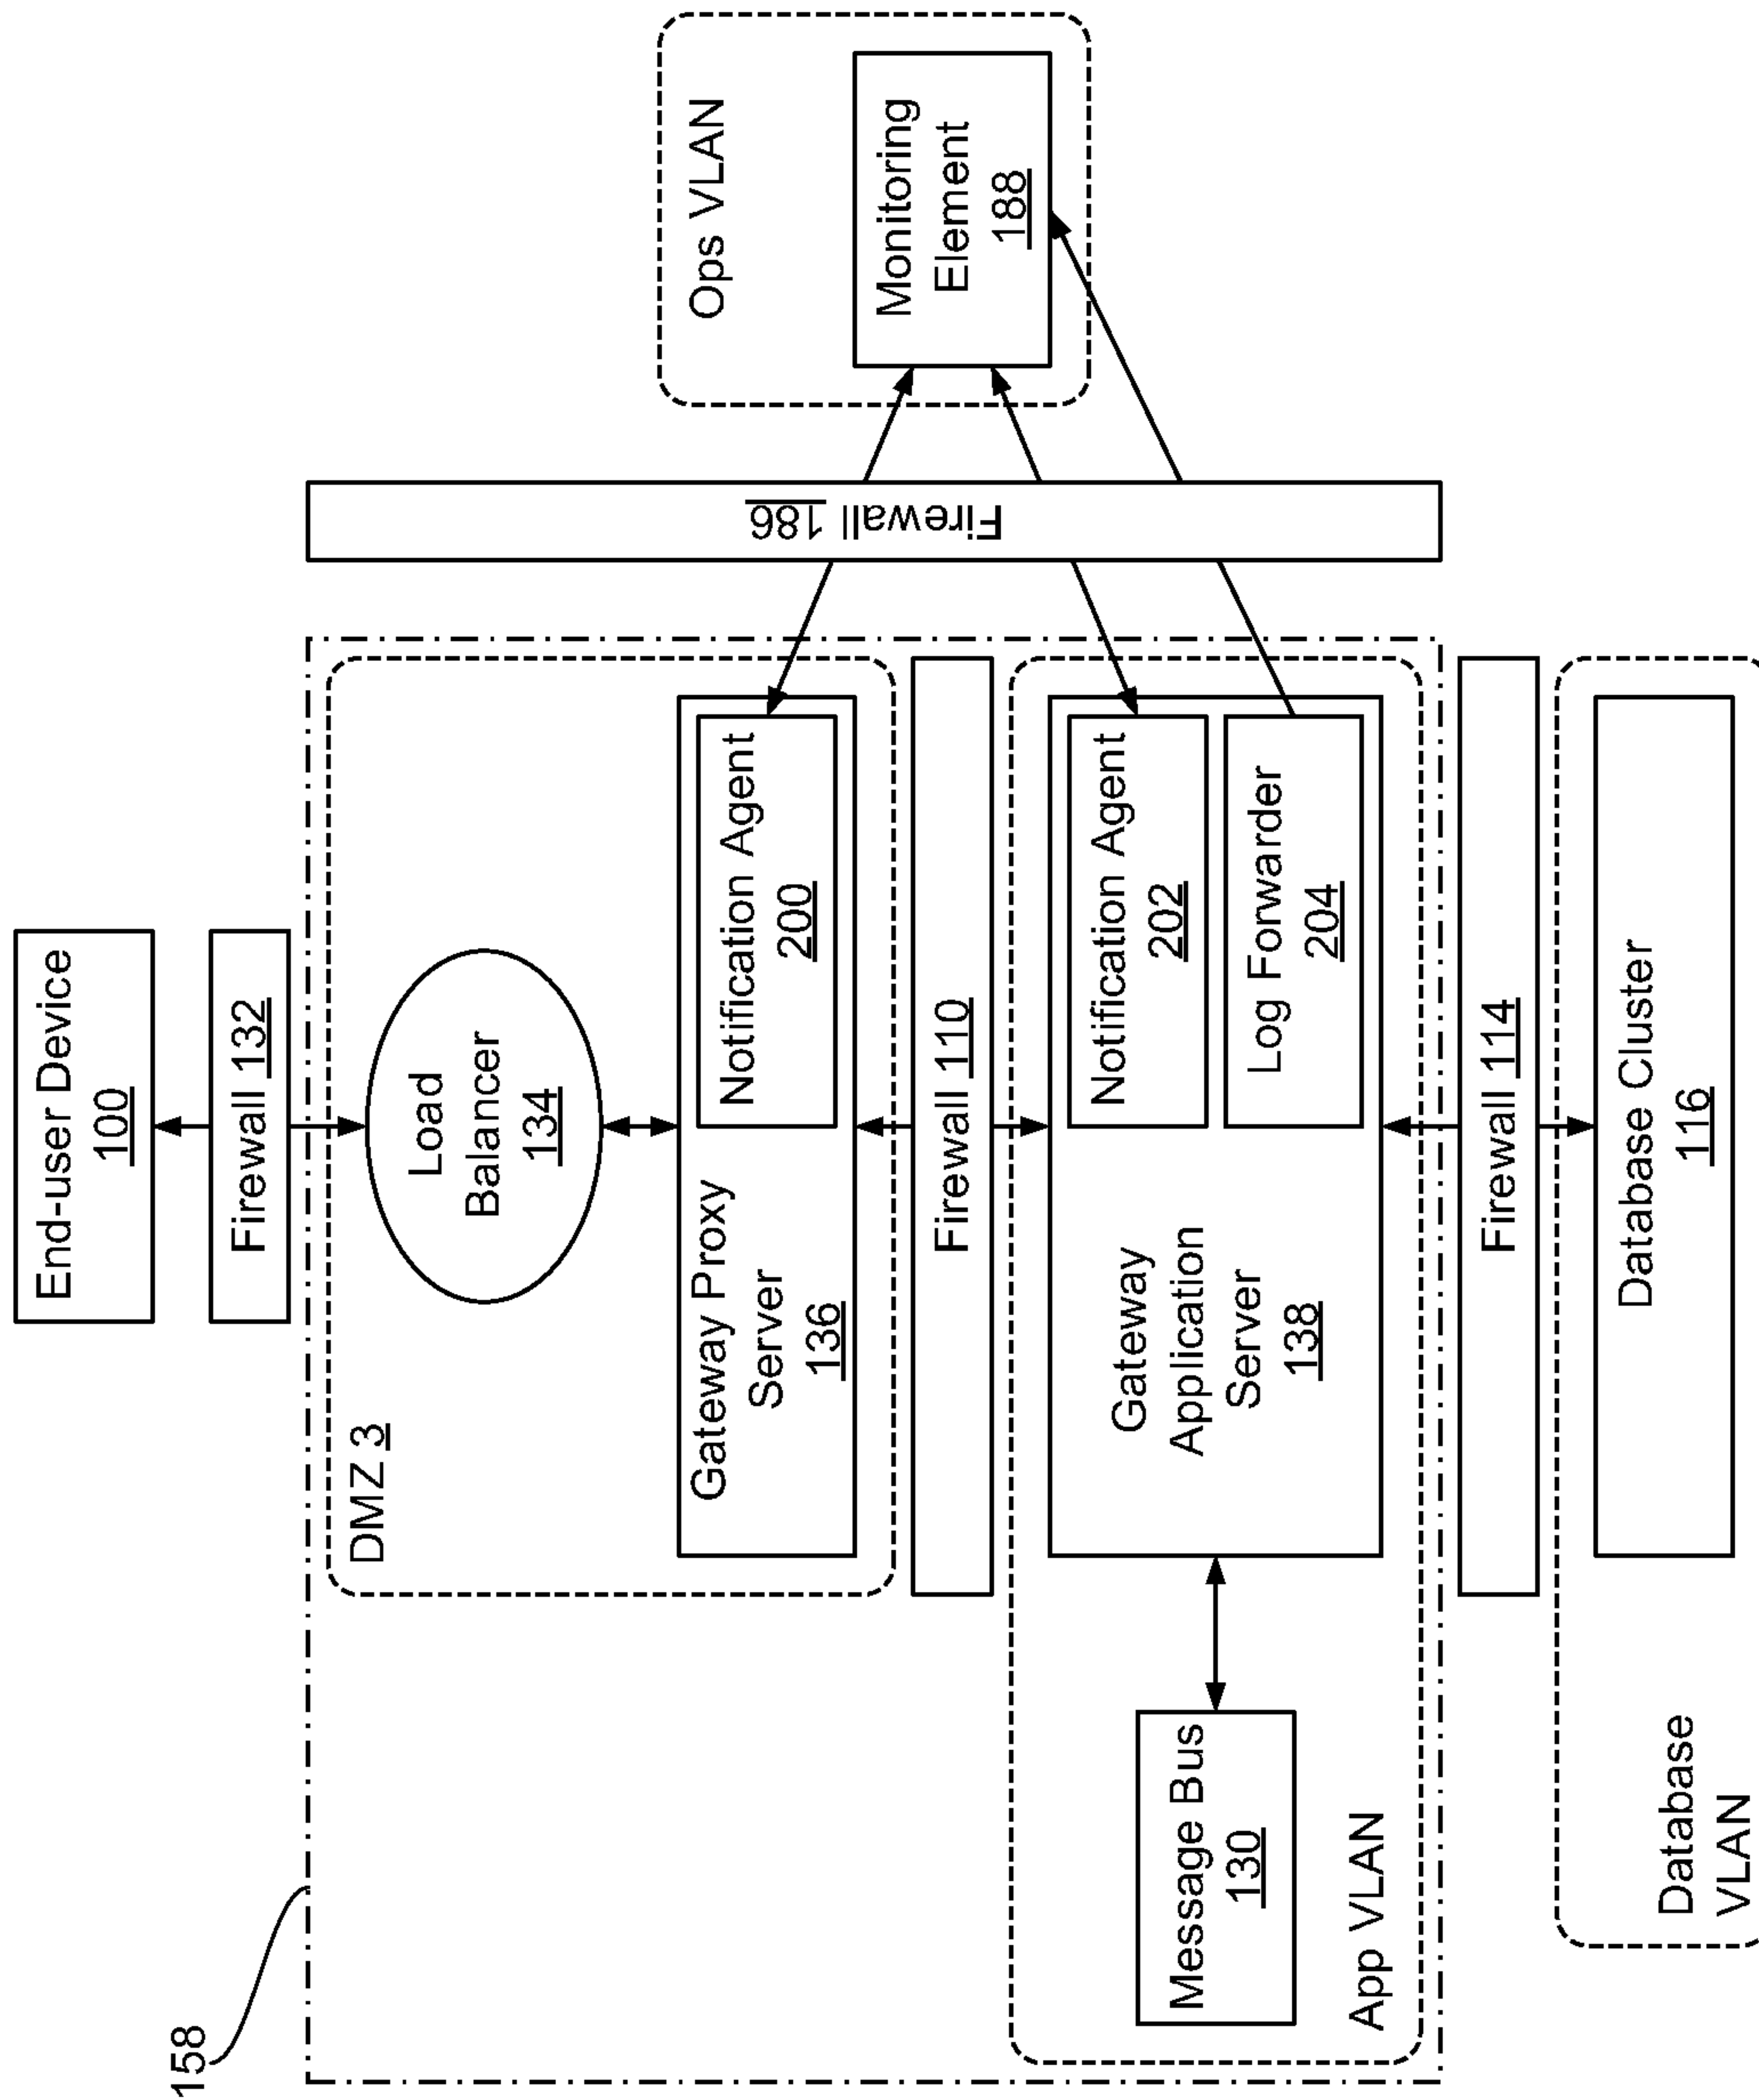 158
End-user Device
100
Firewall 132
DMZ 3
Load
Balancer
134
Gateway Proxy
Server
136
Notification Agent
200
Firewall 110
Message Bus
130
App VLAN
Gateway
Application
Server
138
Notification Agent
202
Log Forwarder
204
Firewall 114
Database Cluster
116
Database
VLAN
Firewall 186
Ops VLAN
Monitoring
Element
188